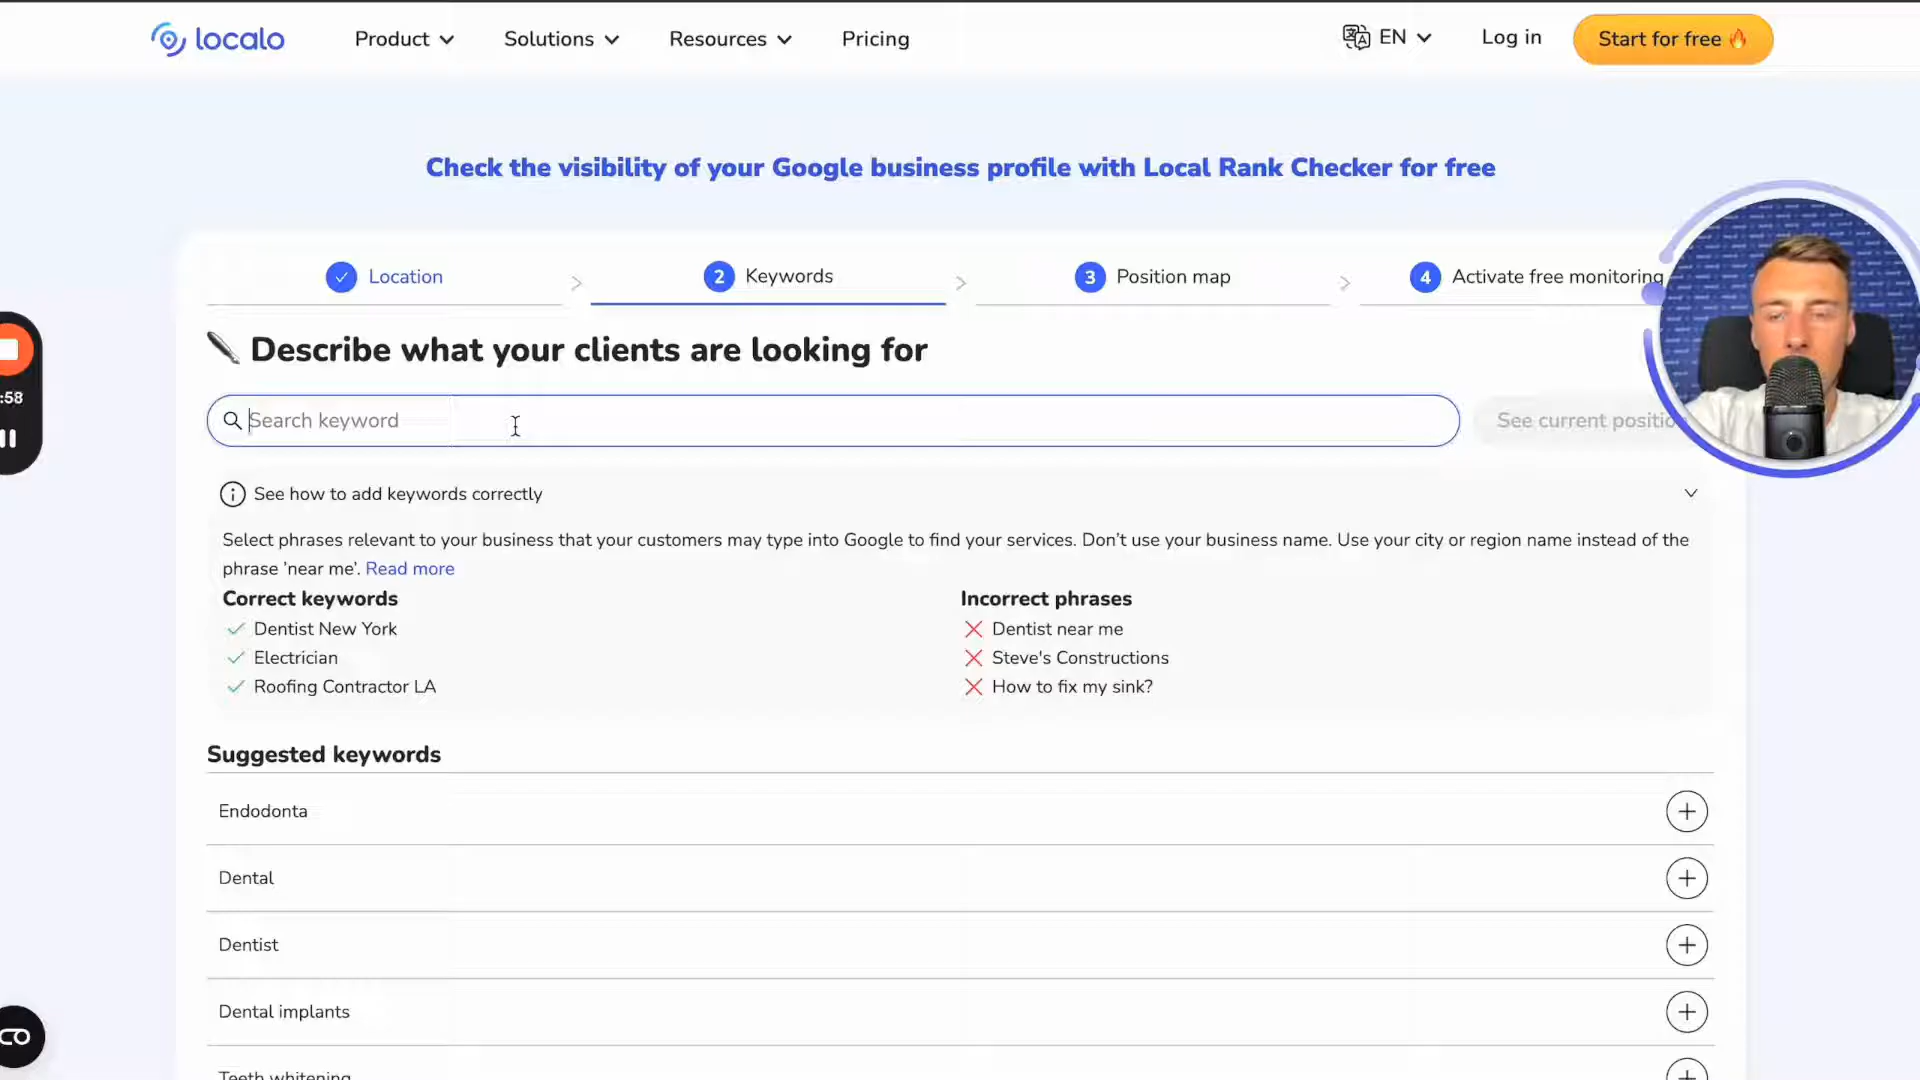 localo
Product
Solutions
Resources
Pricing
EN
Log in
Start for free
Check the visibility of your Google business profile with Local Rank Checker for free
Location
2 Keywords
3 Position map
4 Activate free monitoring
Describe what your clients are looking for
:58
Search keyword
See current positio
See how to add keywords correctly
Select phrases relevant to your business that your customers may type into Google to find your services. Don't use your business name. Use your city or region name instead of the
phrase 'near me'. Read more
Correct keywords
Incorrect phrases
Dentist New York
Dentist near me
Electrician
Steve's Constructions
Roofing Contractor LA
How to fix my sink?
Suggested keywords
Endodonta
Dental
Dentist
Dental implants
Teeth whitening